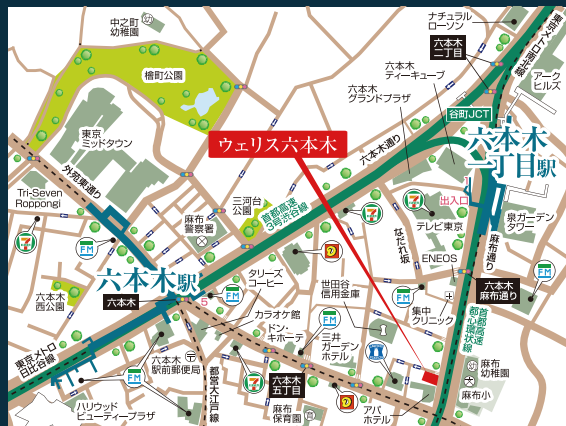 中之町
幼稚園
檜町公園
東京
ミッドタウン
外苑東通り
Tri-Seven
Roppongi
ウェリス六本木
ナチュラル
ローソン
東京メトロ南北線
六本木
二丁目
アーク
ヒルズ
六本木
ティーキューブ
六本木
グランドプラザ
谷町JCT
六本木通り
六本木
一丁目駅
1
出入口
テレビ東京
泉ガーデン
タワー
なだれ坂
麻布通り
ENEOS
三河台
公園
首都高速
3号渋谷線
麻布
警察署
FM
六本木
西公園
六本木駅
六本木
5
FM
タリーズ
コーヒー
世田谷
信用金庫
FM
集中
クリニック
FM
六本木
麻布通り
首都高速
都心環状線
カラオケ館
ドン・
キホーテ
FM
三井
ガーデン
ホテル
東京メトロ
日比谷線
FM
六本木
駅前郵便局
FM
ハリウッド
ビューティープラザ
都営大江戸線
六本木
五丁目
麻布
保育園
アパ
ホテル
麻布
幼稚園
麻布小